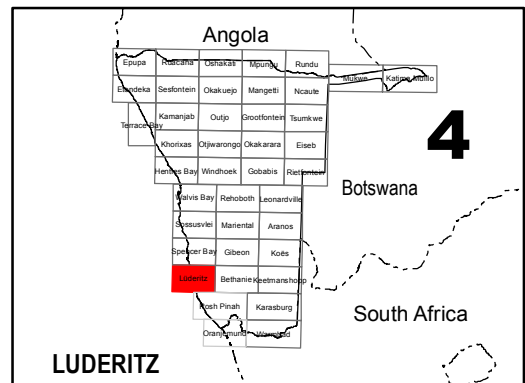 Angola
Epupa Ruacana Oshakati Mpungu Rundu
Mukwe Katima Mulilo
Etendeka Sesfontein Okakuejo Mangetti Ncaute
Terrace Bay Kamanjab Outjo Grootfontein Tsumkwe
4
Khorixas Otjiwarongo Okakarara Eiseb
Henties Bay Windhoek Gobabis Rietfontein
Botswana
Walvis Bay Rehoboth Leonardville
Sossusvlei Mariental Aranos
Spencer Bay Gibeon Koës
Lüderitz Bethanie Keetmanshoop
Rosh Pinah Karasburg
South Africa
Oranjemund Warmbad
LUDERITZ